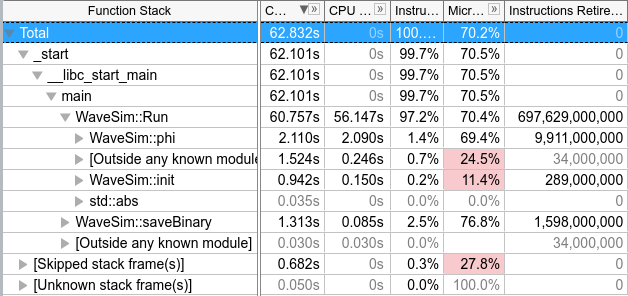 Function Stack C... CPU ... Instru... Micr... Instructions Retire...
Total 62.832s 0s 100.... 70.2% 0
_start 62.101s 0s 99.7% 70.5% 0
__libc_start_main 62.101s 0s 99.7% 70.5% 0
main 62.101s 0s 99.7% 70.5% 0
WaveSim::Run 60.757s 56.147s 97.2% 70.4% 697,629,000,000
WaveSim::phi 2.110s 2.090s 1.4% 69.4% 9,911,000,000
[Outside any known module 1.524s 0.246s 0.7% 24.5% 34,000,000
WaveSim::init 0.942s 0.150s 0.2% 11.4% 289,000,000
std::abs 0.035s 0s 0.0% 0.0% 0
WaveSim::saveBinary 1.313s 0.085s 2.5% 76.8% 1,598,000,000
[Outside any known module] 0.030s 0.030s 0.0% 34,000,000
[Skipped stack frame(s)] 0.682s 0s 0.3% 27.8% 0
[Unknown stack frame(s)] 0.050s 0s 0.0% 100.0% 0